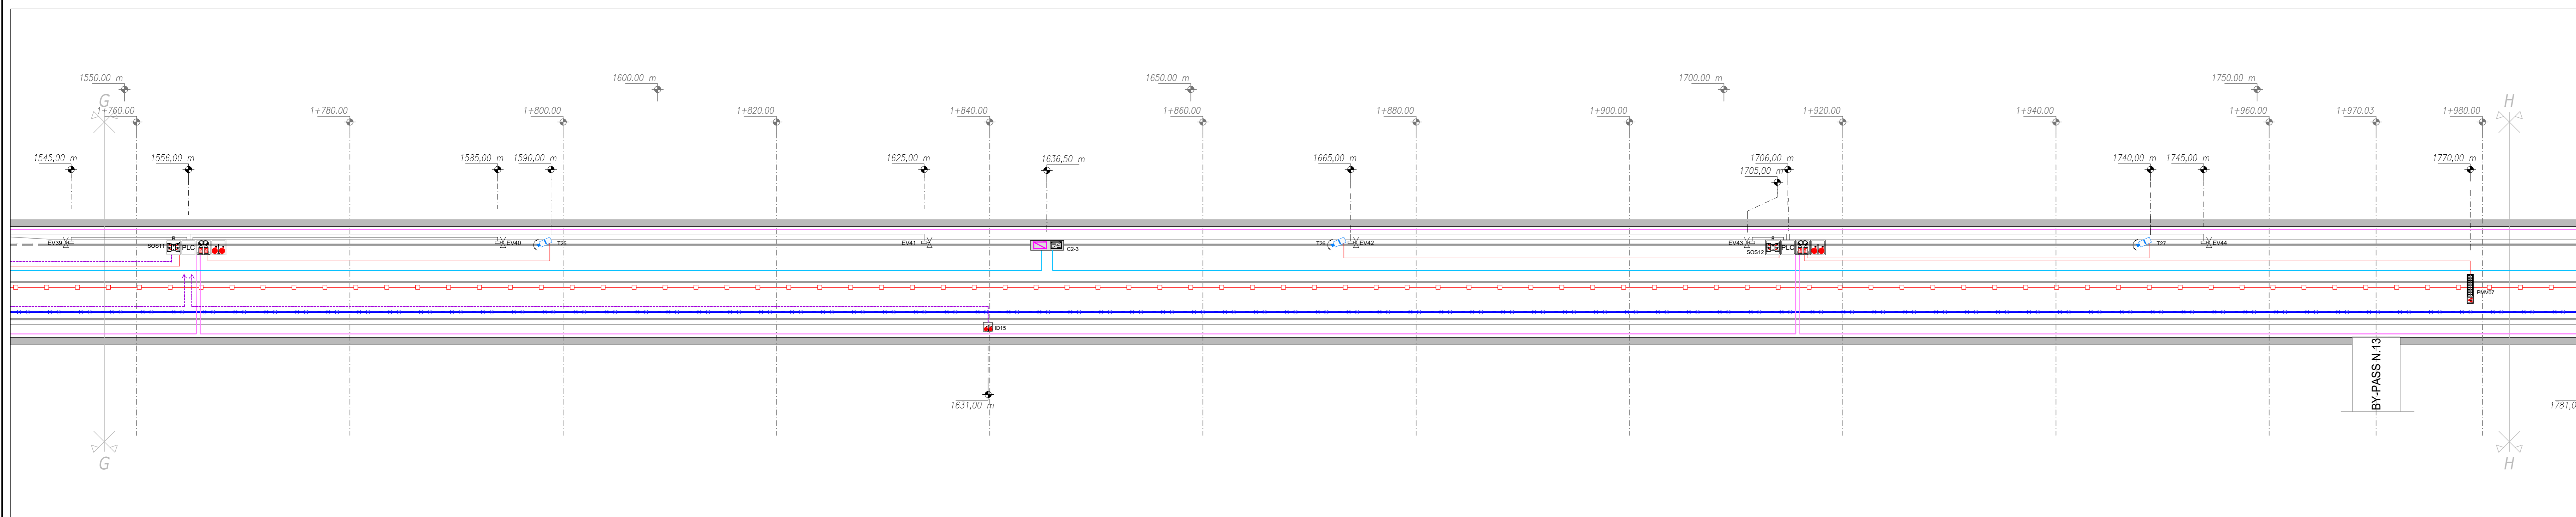 1550.00 m
1600.00 m
1650.00 m
1700.00 m
1750.00 m
G
H
1+760.00
1+780.00
1+800.00
1+820.00
1+840.00
1+860.00
1+880.00
1+900.00
1+920.00
1+940.00
1+960.00
1+970.03
1+980.00
1545,00 m
1556,00 m
1585,00 m
1590,00 m
1625,00 m
1636,50 m
1665,00 m
1706,00 m
1705,00 m
1740,00 m
1745,00 m
1770,00 m
EV39
SOS11
PLC
EV40
T25
EV41
C2-3
T26
EV42
EV43
SOS12
PLC
T27
EV44
PMV07
ID15
BY-PASS N.13
1631,00 m
1781,0
G
H